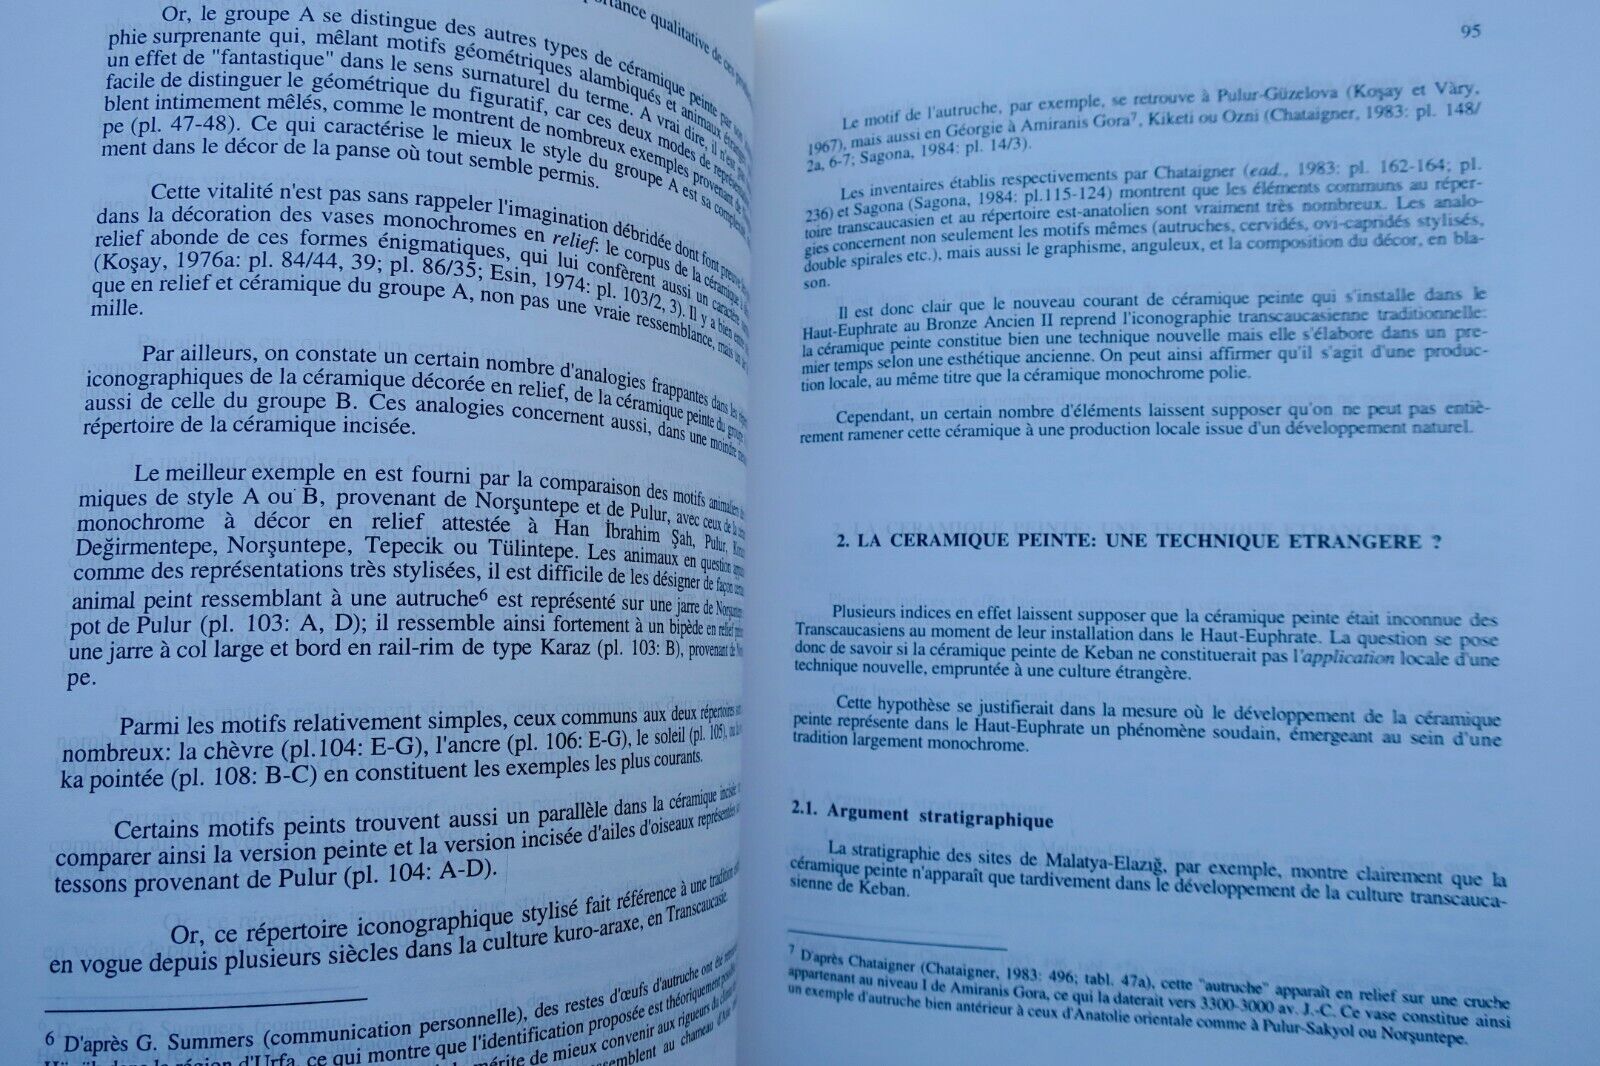 portance qualitative de ces
Or, le groupe A se distingue des autres types de céramique peinte par son
phie surprenante qui, mêlant motifs géométriques alambiqués et animaux
un effet de "fantastique" dans le sens surnaturel du terme. A vrai dire, il n'est
facile de distinguer le géométrique du figuratif, car ces deux modes de
blent intimement mêlés, comme le montrent de nombreux exemples provenant de
pe (pl. 47-48). Ce qui caractérise le mieux le style du groupe A est sa
ment dans le décor de la panse où tout semble permis.
Cette vitalité n'est pas sans rappeler l'imagination débridée dont font preuve
dans la décoration des vases monochromes en relief: le corpus de la céramique à
relief abonde de ces formes énigmatiques, qui lui confèrent aussi un caractère
(Koşay, 1976a: pl. 84/44, 39; pl. 86/35; Esin, 1974: pl. 103/2, 3). Il y a bien entre
que en relief et céramique du groupe A, non pas une vraie ressemblance, mais un
mille.
Par ailleurs, on constate un certain nombre d'analogies frappantes dans les
iconographiques de la céramique décorée en relief, de la céramique peinte du groupe
aussi de celle du groupe B. Ces analogies concernent aussi, dans une moindre
répertoire de la céramique incisée.
Le meilleur exemple en est fourni par la comparaison des motifs animaliers
miques de style A ou B, provenant de Norşuntepe et de Pulur, avec ceux de la
monochrome à décor en relief attestée à Han İbrahim Şah, Pulur,
Değirmentepe, Norşuntepe, Tepecik ou Tülintepe. Les animaux en question
comme des représentations très stylisées, il est difficile de les désigner de façon
animal peint ressemblant à une autruche6 est représenté sur une jarre de
pot de Pulur (pl. 103: A, D); il ressemble ainsi fortement à un bipède en relief
une jarre à col large et bord en rail-rim de type Karaz (pl. 103: B), provenant de
pe.
Parmi les motifs relativement simples, ceux communs aux deux répertoires
nombreux: la chèvre (pl.104: E-G), l'ancre (pl. 106: E-G), le soleil (pl. 105),
ka pointée (pl. 108: B-C) en constituent les exemples les plus courants.
Certains motifs peints trouvent aussi un parallèle dans la céramique incisée
comparer ainsi la version peinte et la version incisée d'ailes d'oiseaux représentées
tessons provenant de Pulur (pl. 104: A-D).
Or, ce répertoire iconographique stylisé fait référence à une tradition
en vogue depuis plusieurs siècles dans la culture kuro-araxe, en Transcaucasie.
6 D'après G. Summers (communication personnelle), des restes d'œufs d'autruche ont été
dans la région d'Urfa, ce qui montre que l'identification proposée est théoriquement
mérite de mieux convenir aux rigueurs du
ressemblent au chameau
95
Le motif de l'autruche, par exemple, se retrouve à Pulur-Güzelova (Koşay et Vàry,
1967), mais aussi en Géorgie à Amiranis Gora7, Kiketi ou Ozni (Chataigner, 1983: pl. 148/
2a, 6-7; Sagona, 1984: pl. 14/3).
Les inventaires établis respectivement par Chataigner (ead., 1983: pl. 162-164; pl.
236) et Sagona (Sagona, 1984: pl.115-124) montrent que les éléments communs au réper-
toire transcaucasien et au répertoire est-anatolien sont vraiment très nombreux. Les analo-
gies concernent non seulement les motifs mêmes (autruches, cervidés, ovi-capridés stylisés,
double spirales etc.), mais aussi le graphisme, anguleux, et la composition du décor, en bla-
son.
Il est donc clair que le nouveau courant de céramique peinte qui s'installe dans le
Haut-Euphrate au Bronze Ancien II reprend l'iconographie transcaucasienne traditionnelle:
la céramique peinte constitue bien une technique nouvelle mais elle s'élabore dans un pre-
mier temps selon une esthétique ancienne. On peut ainsi affirmer qu'il s'agit d'une produc-
tion locale, au même titre que la céramique monochrome polie.
Cependant, un certain nombre d'éléments laissent supposer qu'on ne peut pas entiè-
rement ramener cette céramique à une production locale issue d'un développement naturel.
2. LA CERAMIQUE PEINTE: UNE TECHNIQUE ETRANGERE ?
Plusieurs indices en effet laissent supposer que la céramique peinte était inconnue des
Transcaucasiens au moment de leur installation dans le Haut-Euphrate. La question se pose
donc de savoir si la céramique peinte de Keban ne constituerait pas l'application locale d'une
technique nouvelle, empruntée à une culture étrangère.
Cette hypothèse se justifierait dans la mesure où le développement de la céramique
peinte représente dans le Haut-Euphrate un phénomène soudain, émergeant au sein d'une
tradition largement monochrome.
2.1. Argument stratigraphique
La stratigraphie des sites de Malatya-Elazığ, par exemple, montre clairement que la
céramique peinte n'apparaît que tardivement dans le développement de la culture transcauca-
sienne de Keban.
7 D'après Chataigner (Chataigner, 1983: 496; tabl. 47a), cette "autruche" apparaît en relief sur une cruche
appartenant au niveau I de Amiranis Gora, ce qui la daterait vers 3300-3000 av. J.-C. Ce vase constitue ainsi
un exemple d'autruche bien antérieur à ceux d'Anatolie orientale comme à Pulur-Sakyol ou Norşuntepe.